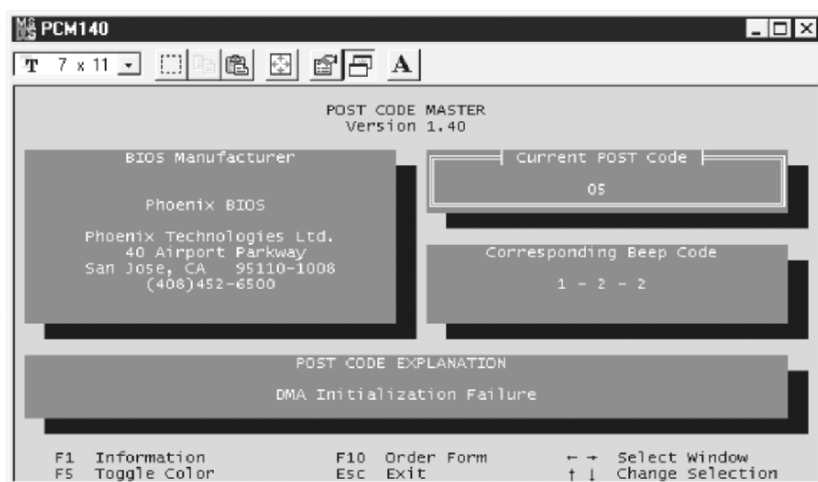 MS DOS PCM140
T 7 x 11 A
POST CODE MASTER
Version 1.40
BIOS Manufacturer
Phoenix BIOS
Phoenix Technologies Ltd.
40 Airport Parkway
San Jose, CA 95110-1008
(408)452-6500
Current POST Code
05
Corresponding Beep Code
1 - 2 - 2
POST CODE EXPLANATION
DMA Initialization Failure
F1 Information F10 Order Form ← → Select Window
F5 Toggle Color Esc Exit ↑ ↓ Change Selection